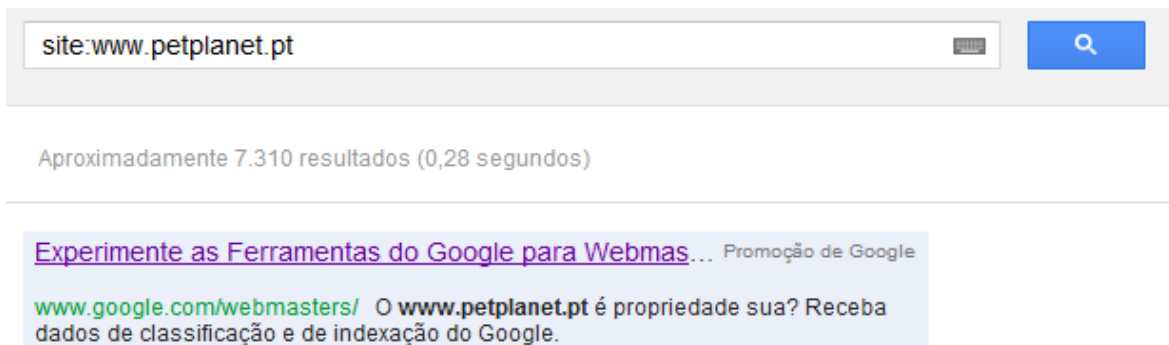 site:www.petplanet.pt
Aproximadamente 7.310 resultados (0,28 segundos)
Experimente as Ferramentas do Google para Webmas... Promoção de Google
www.google.com/webmasters/ O www.petplanet.pt é propriedade sua? Receba
dados de classificação e de indexação do Google.